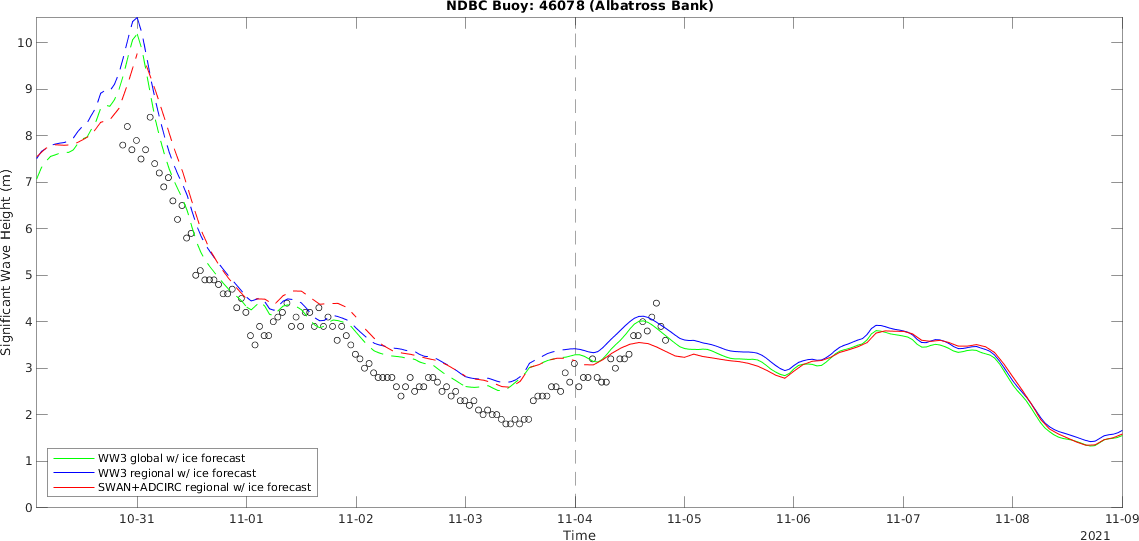 NDBC Buoy: 46078 (Albatross Bank)
Significant Wave Height (m)
10
9
8
7
6
5
4
3
2
1
0
WW3 global w/ ice forecast
WW3 regional w/ ice forecast
SWAN+ADCIRC regional w/ ice forecast
10-31 11-01 11-02 11-03 11-04 11-05 11-06 11-07 11-08 11-09
Time
2021